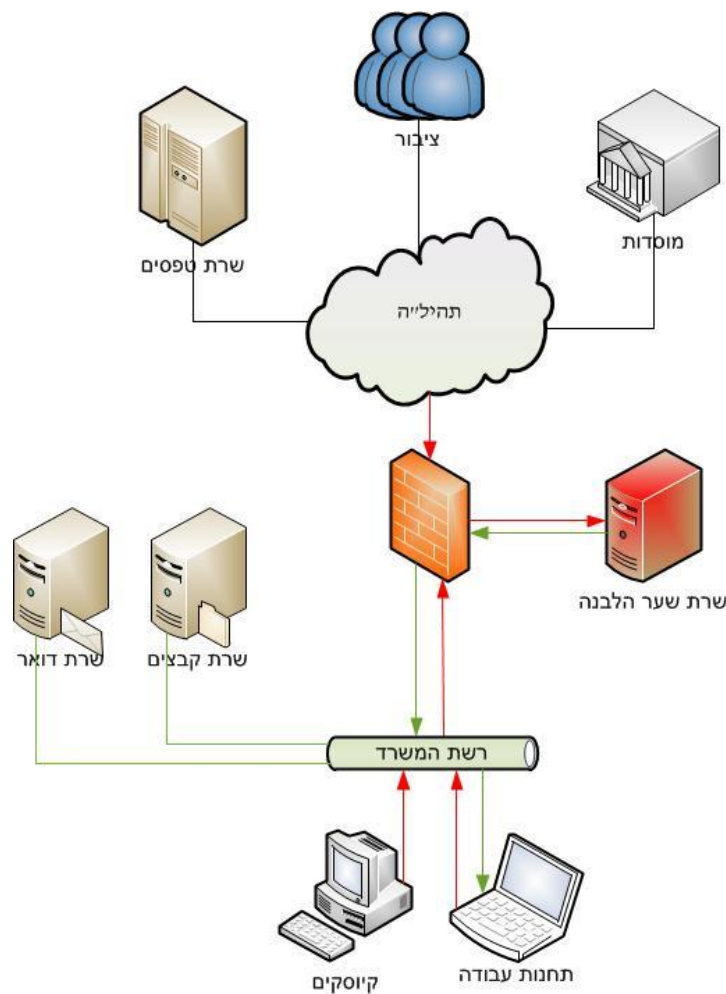 ציבור
מוסדות
שרת טפסים
תהיל״ה
שרת שער הלבנה
שרת קבצים
שרת דואר
רשת המשרד
תחנות עבודה
קיוסקים